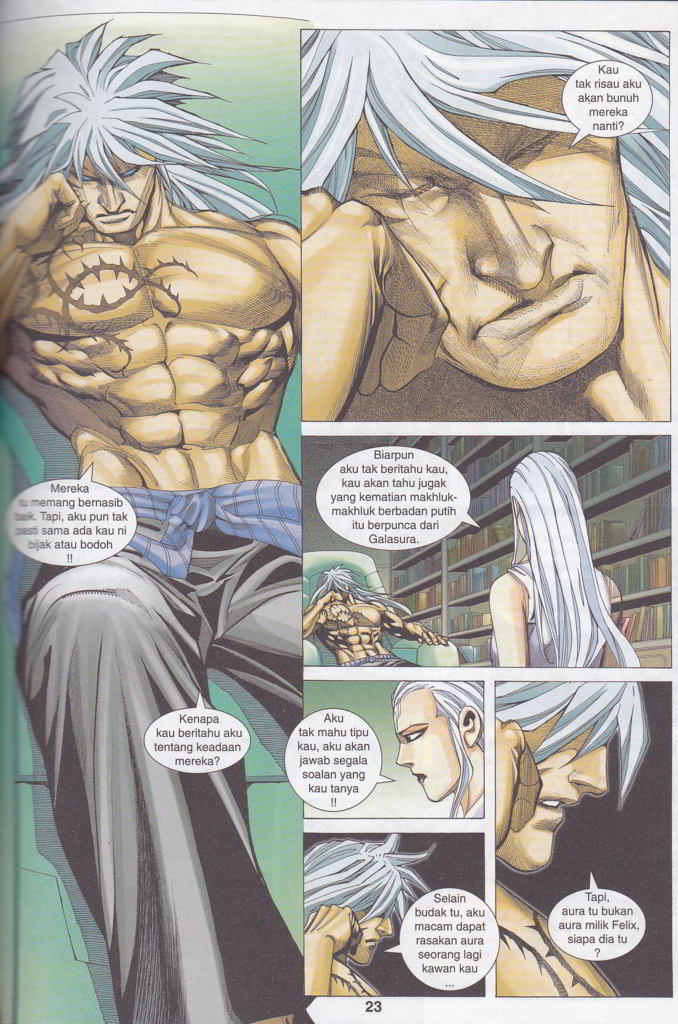 Mereka
tu memang bernasib
baik. Tapi, aku pun tak
pasti sama ada kau ni
bijak atau bodoh
!!
Kenapa
kau beritahu aku
tentang keadaan
mereka?
Kau
tak risau aku
akan bunuh
mereka
nanti?
Biarpun
aku tak beritahu kau,
kau akan tahu jugak
yang kematian makhluk-
makhluk berbadan putih
itu berpunca dari
Galasura.
Aku
tak mahu tipu
kau, aku akan
jawab segala
soalan yang
kau tanya
!!
Selain
budak tu, aku
macam dapat
rasakan aura
seorang lagi
kawan kau
...
Tapi,
aura tu bukan
aura milik Felix,
siapa dia tu
?
23